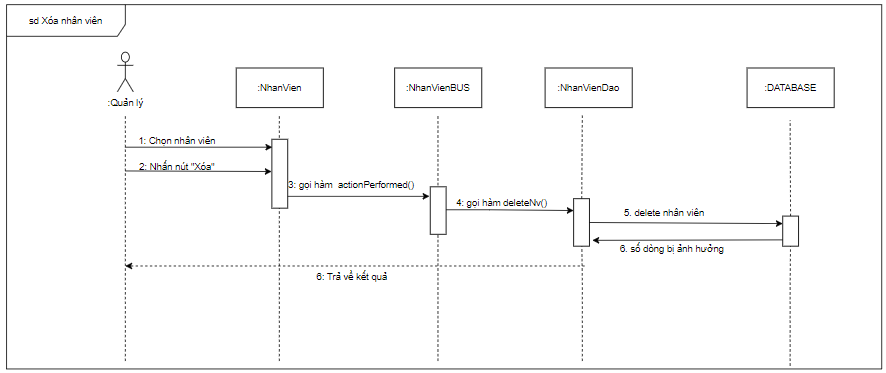 sd Xóa nhân viên
:Quản lý
:NhanVien
:NhanVienBUS
:NhanVienDao
:DATABASE
1: Chọn nhân viên
2: Nhấn nút "Xóa"
3: gọi hàm actionPerformed()
4: gọi hàm deleteNv()
5. delete nhân viên
6. số dòng bị ảnh hưởng
6: Trả về kết quả